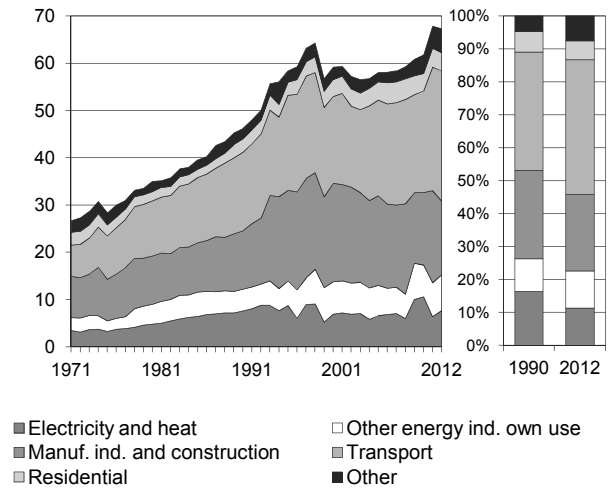 70
60
50
40
30
20
10
0
1971 1981 1991 2001 2012
100%
90%
80%
70%
60%
50%
40%
30%
20%
10%
0%
1990 2012
Electricity and heat
Other energy ind. own use
Manuf. ind. and construction
Transport
Residential
Other